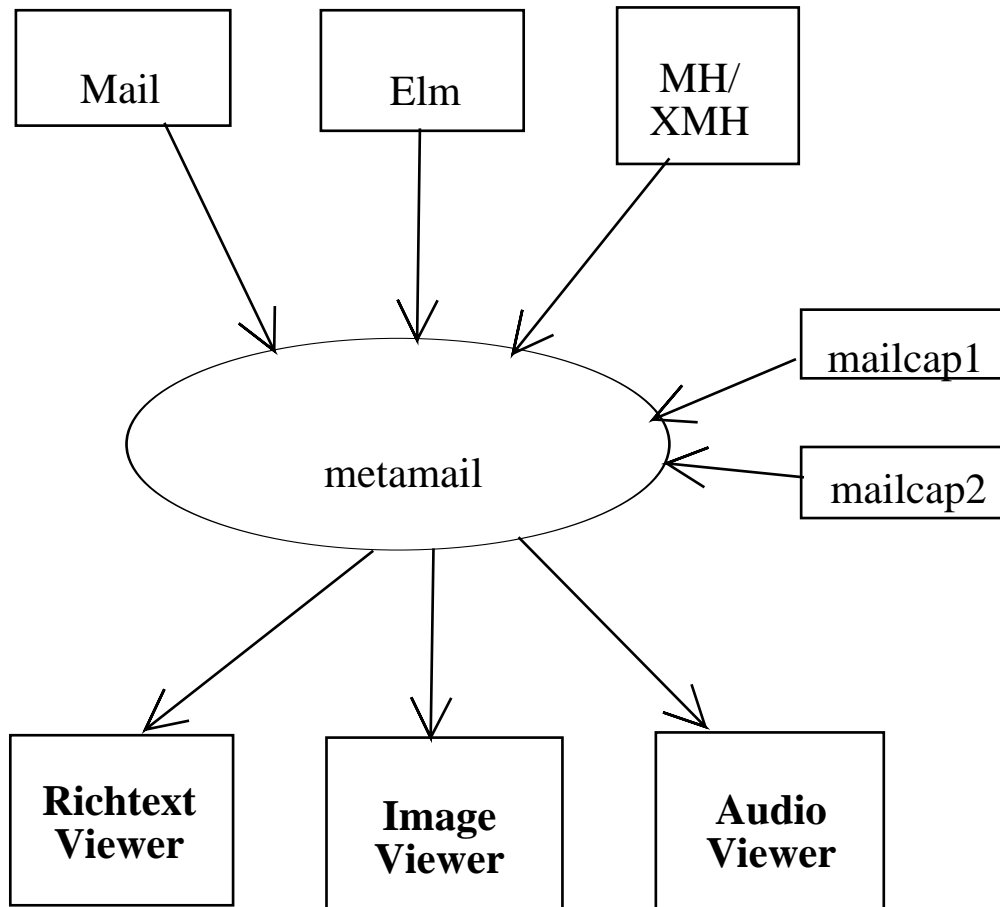 Mail
Elm
MH/
XMH
mailcap1
metamail
mailcap2
Richtext
Viewer
Image
Viewer
Audio
Viewer